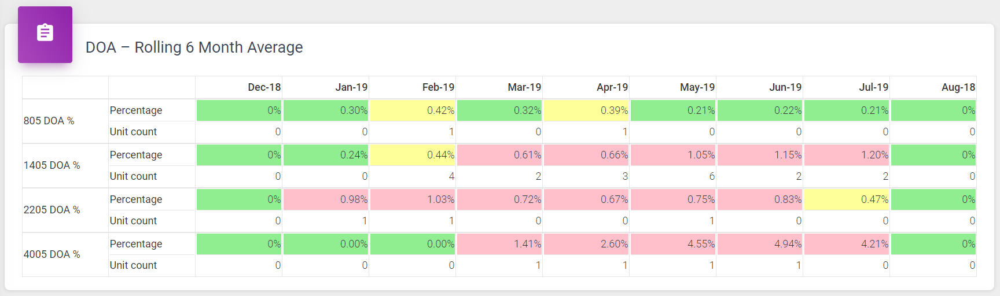 DOA – Rolling 6 Month Average
Dec-18 Jan-19 Feb-19 Mar-19 Apr-19 May-19 Jun-19 Jul-19 Aug-18
805 DOA %
Percentage 0% 0.30% 0.42% 0.32% 0.39% 0.21% 0.22% 0.21% 0%
Unit count 0 0 1 0 1 0 0 0 0
1405 DOA %
Percentage 0% 0.24% 0.44% 0.61% 0.66% 1.05% 1.15% 1.20% 0%
Unit count 0 0 4 2 3 6 2 2 0
2205 DOA %
Percentage 0% 0.98% 1.03% 0.72% 0.67% 0.75% 0.83% 0.47% 0%
Unit count 0 1 1 0 0 1 0 0 0
4005 DOA %
Percentage 0% 0.00% 0.00% 1.41% 2.60% 4.55% 4.94% 4.21% 0%
Unit count 0 0 0 1 1 1 1 0 0